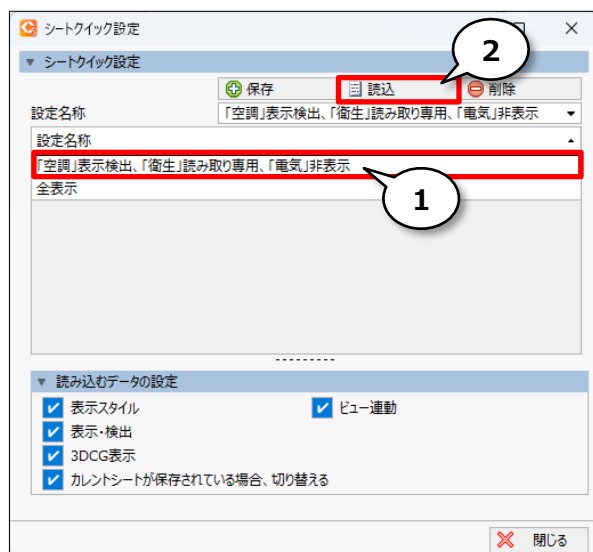 シートクイック設定
シートクイック設定
保存 読込 削除
設定名称 「空調」表示検出、「衛生」読み取り専用、「電気」非表示
設定名称
「空調」表示検出、「衛生」読み取り専用、「電気」非表示
全表示
2
1
読み込むデータの設定
表示スタイル ビュー連動
表示・検出
3DCG表示
カレントシートが保存されている場合、切り替える
閉じる